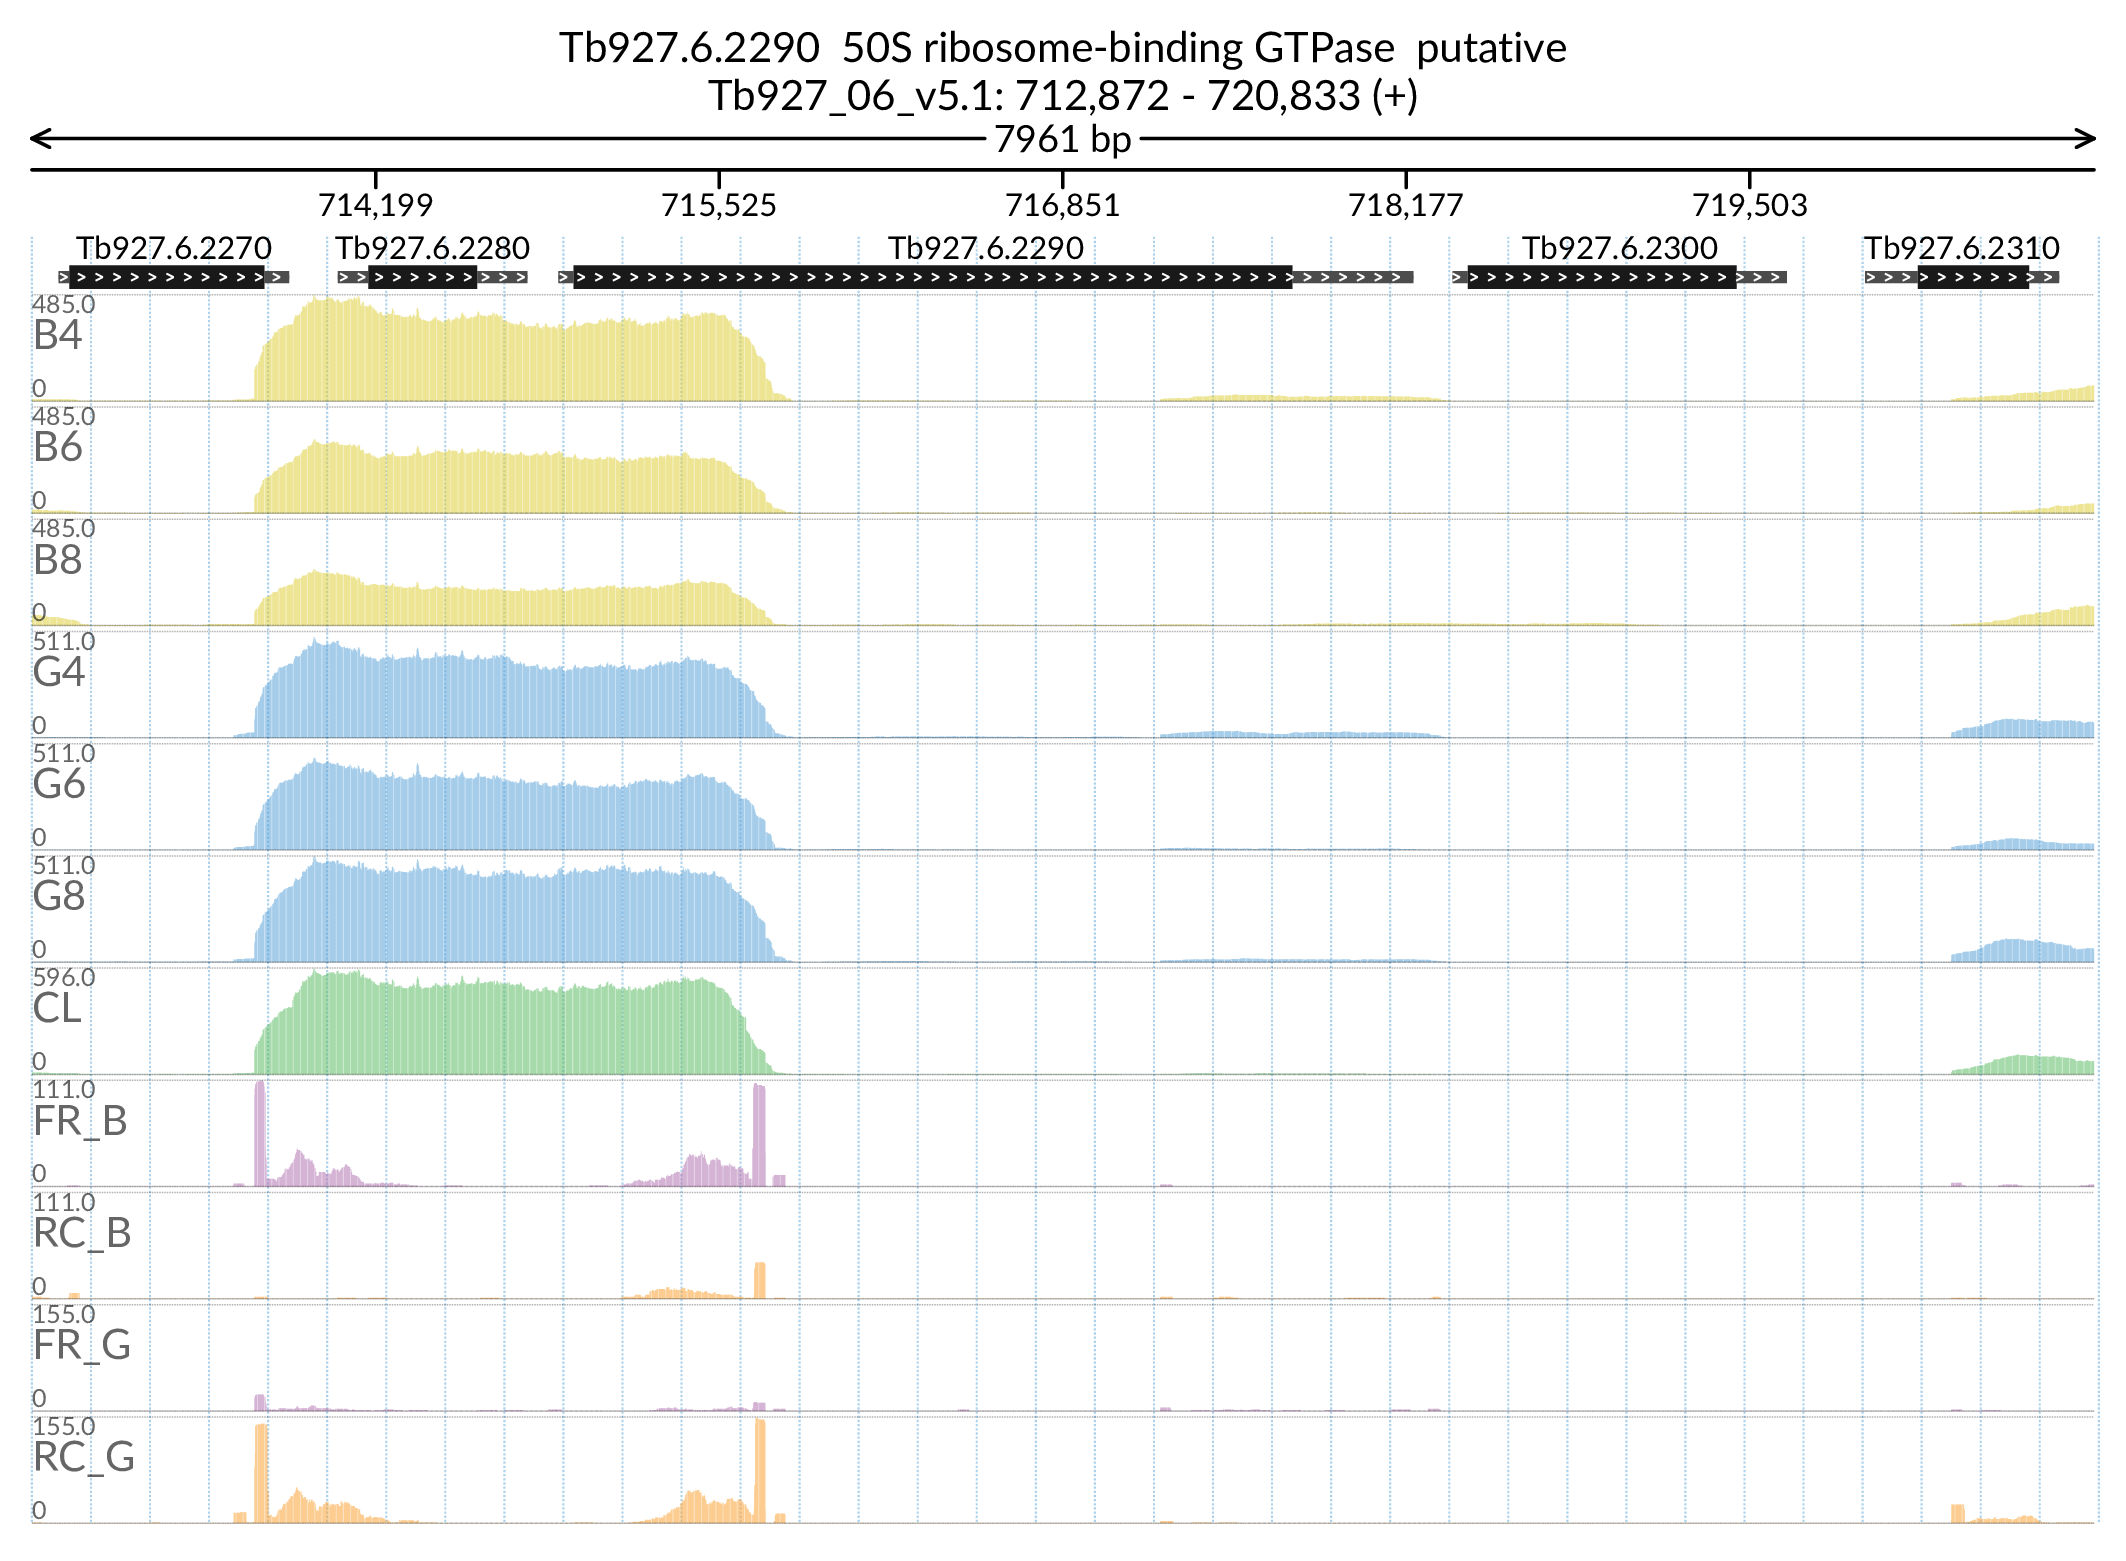 Tb927.6.2290 50S ribosome-binding GTPase putative
Tb927_06_v5.1: 712,872 - 720,833 (+)
7961 bp
714,199 715,525 716,851 718,177 719,503
Tb927.6.2270 Tb927.6.2280 Tb927.6.2290 Tb927.6.2300 Tb927.6.2310
485.0
B4
0
485.0
B6
0
485.0
B8
0
511.0
G4
0
511.0
G6
0
511.0
G8
0
596.0
CL
0
111.0
FR_B
0
111.0
RC_B
0
155.0
FR_G
0
155.0
RC_G
0